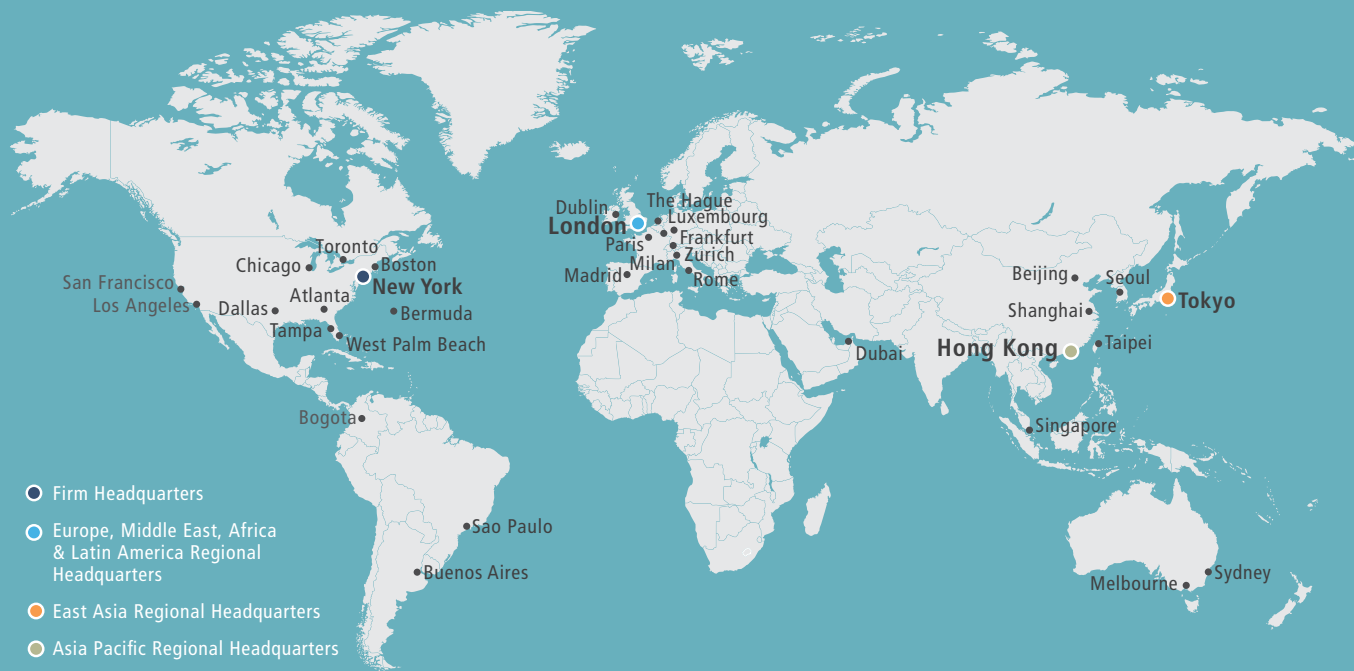 Dublin
The Hague
London
Luxembourg
Paris
Frankfurt
Zurich
Milan
Madrid
Rome
Toronto
Chicago
Boston
San Francisco
New York
Los Angeles
Atlanta
Dallas
Bermuda
Tampa
West Palm Beach
Beijing
Seoul
Tokyo
Shanghai
Hong Kong
Taipei
Dubai
Bogota
Singapore
Sao Paulo
Buenos Aires
Sydney
Melbourne
Firm Headquarters
Europe, Middle East, Africa
& Latin America Regional
Headquarters
East Asia Regional Headquarters
Asia Pacific Regional Headquarters